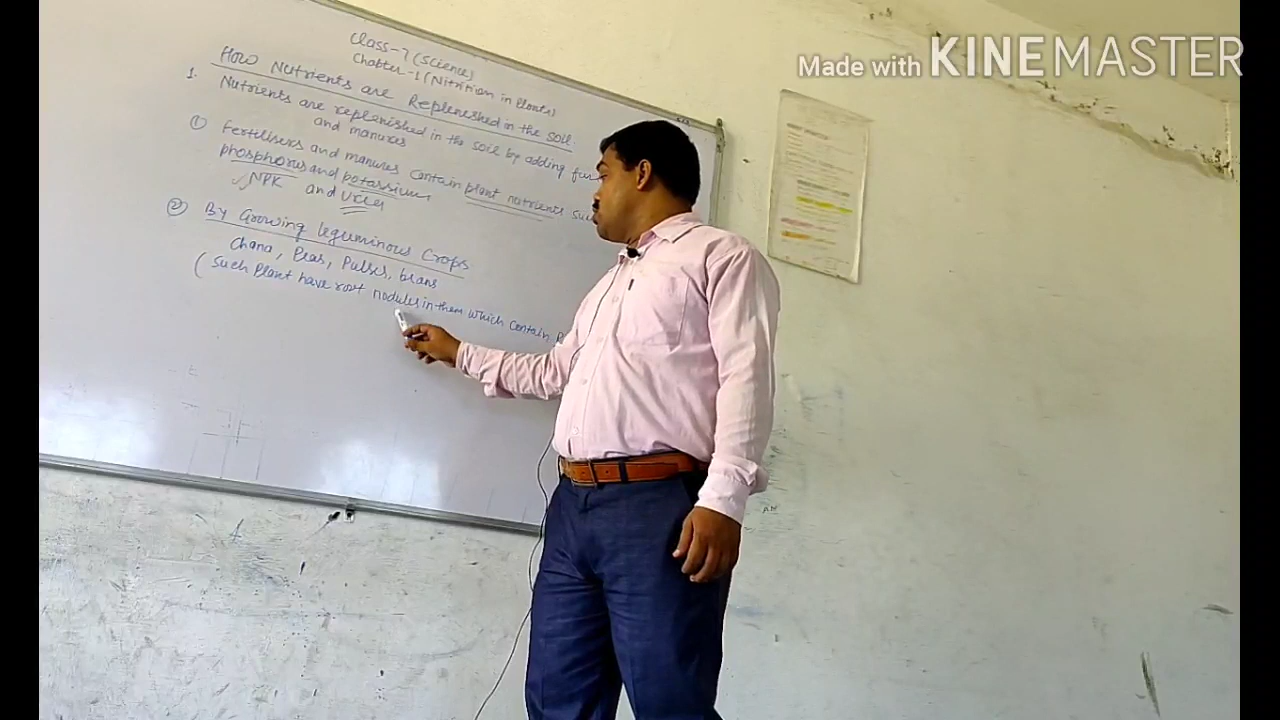 Made with KINEMASTER
Class-7 (Science)
Chapter-1 (Nitrition in Plants)
How Nutrients are Replenished in the soil
1. Nutrients are replenished in the soil by adding
and manures
① Fertilisers and manures contain plant nutrients
phosphorus and potassium
✓NPK and Urea
② By Growing leguminous Crops
Chana, Peas, Pulses, beans
(Such Plant have root nodules in them which contain